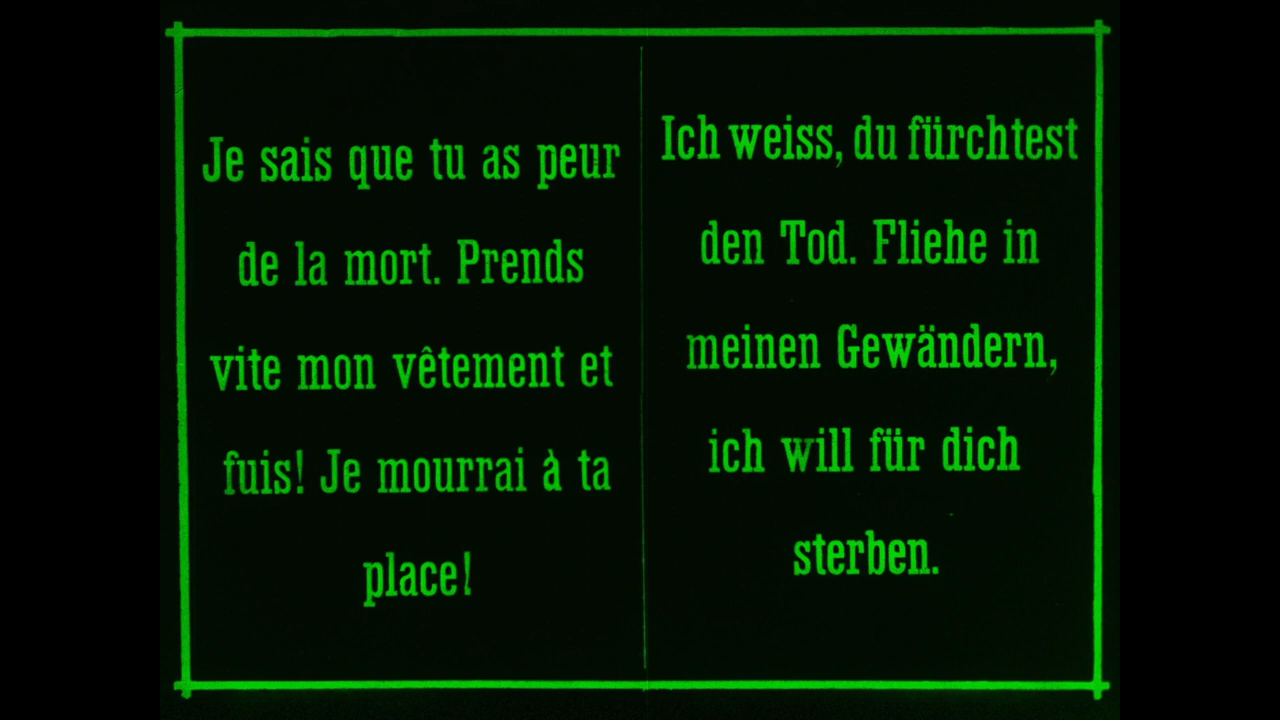 Je sais que tu as peur
de la mort. Prends
vite mon vêtement et
fuis! Je mourrai à ta
place!
Ich weiss, du fürchtest
den Tod. Fliehe in
meinen Gewändern,
ich will für dich
sterben.